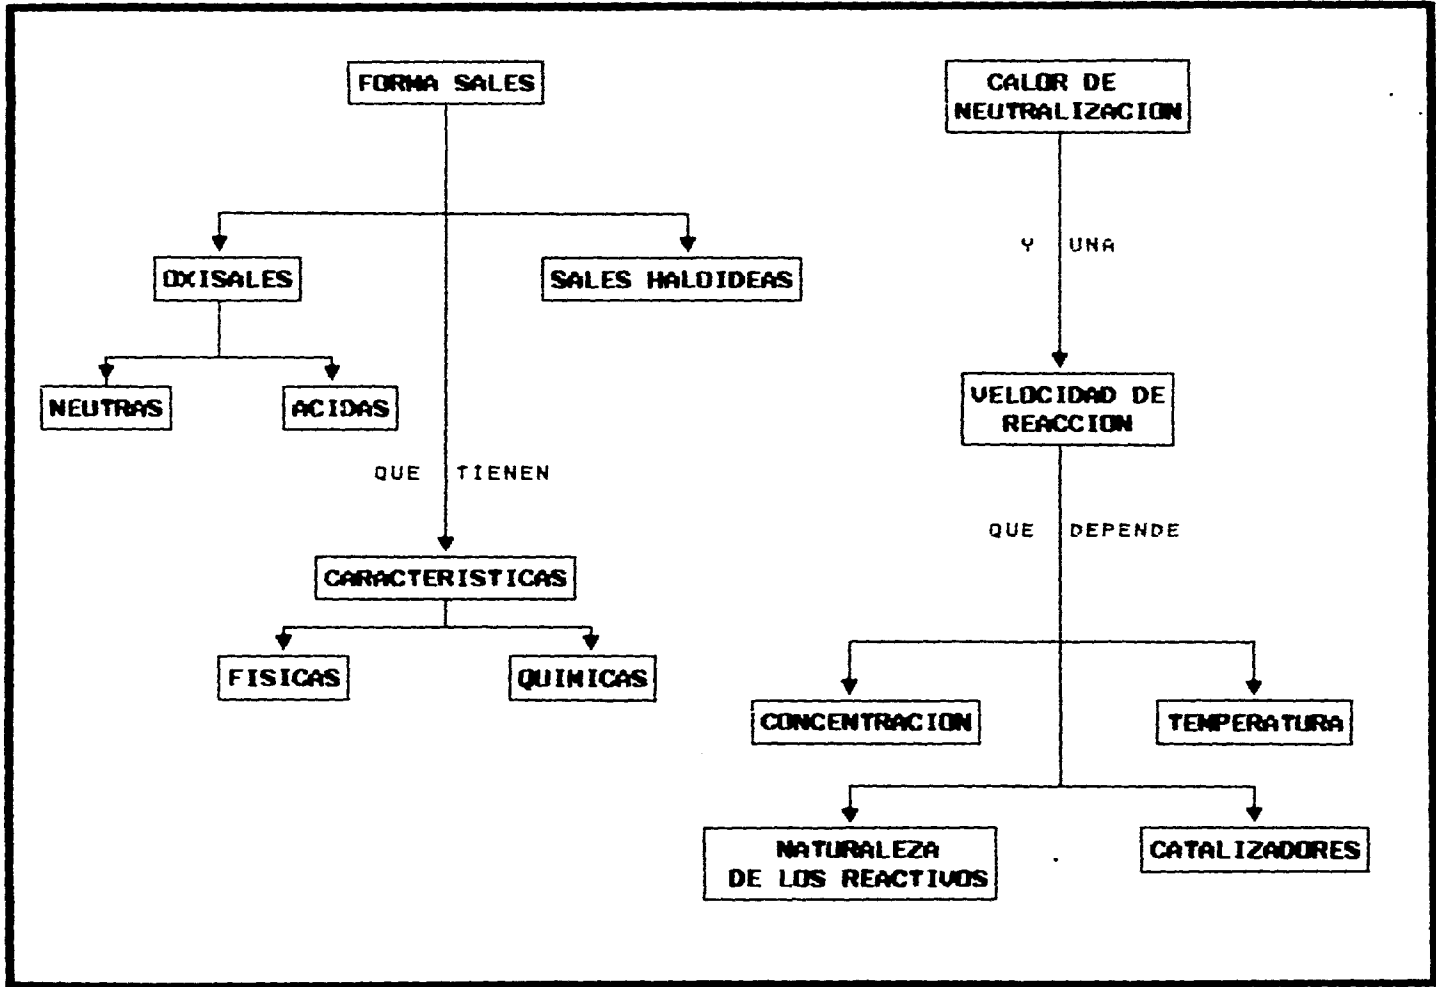 FORMA SALES
CALOR DE
NEUTRALIZACION
Y UNA
OXISALES
SALES HALOIDEAS
NEUTRAS
ACIDAS
VELOCIDAD DE
REACCION
QUE TIENEN
QUE DEPENDE
CARACTERISTICAS
FISICAS
QUIMICAS
CONCENTRACION
TEMPERATURA
NATURALEZA
DE LOS REACTIVOS
CATALIZADORES